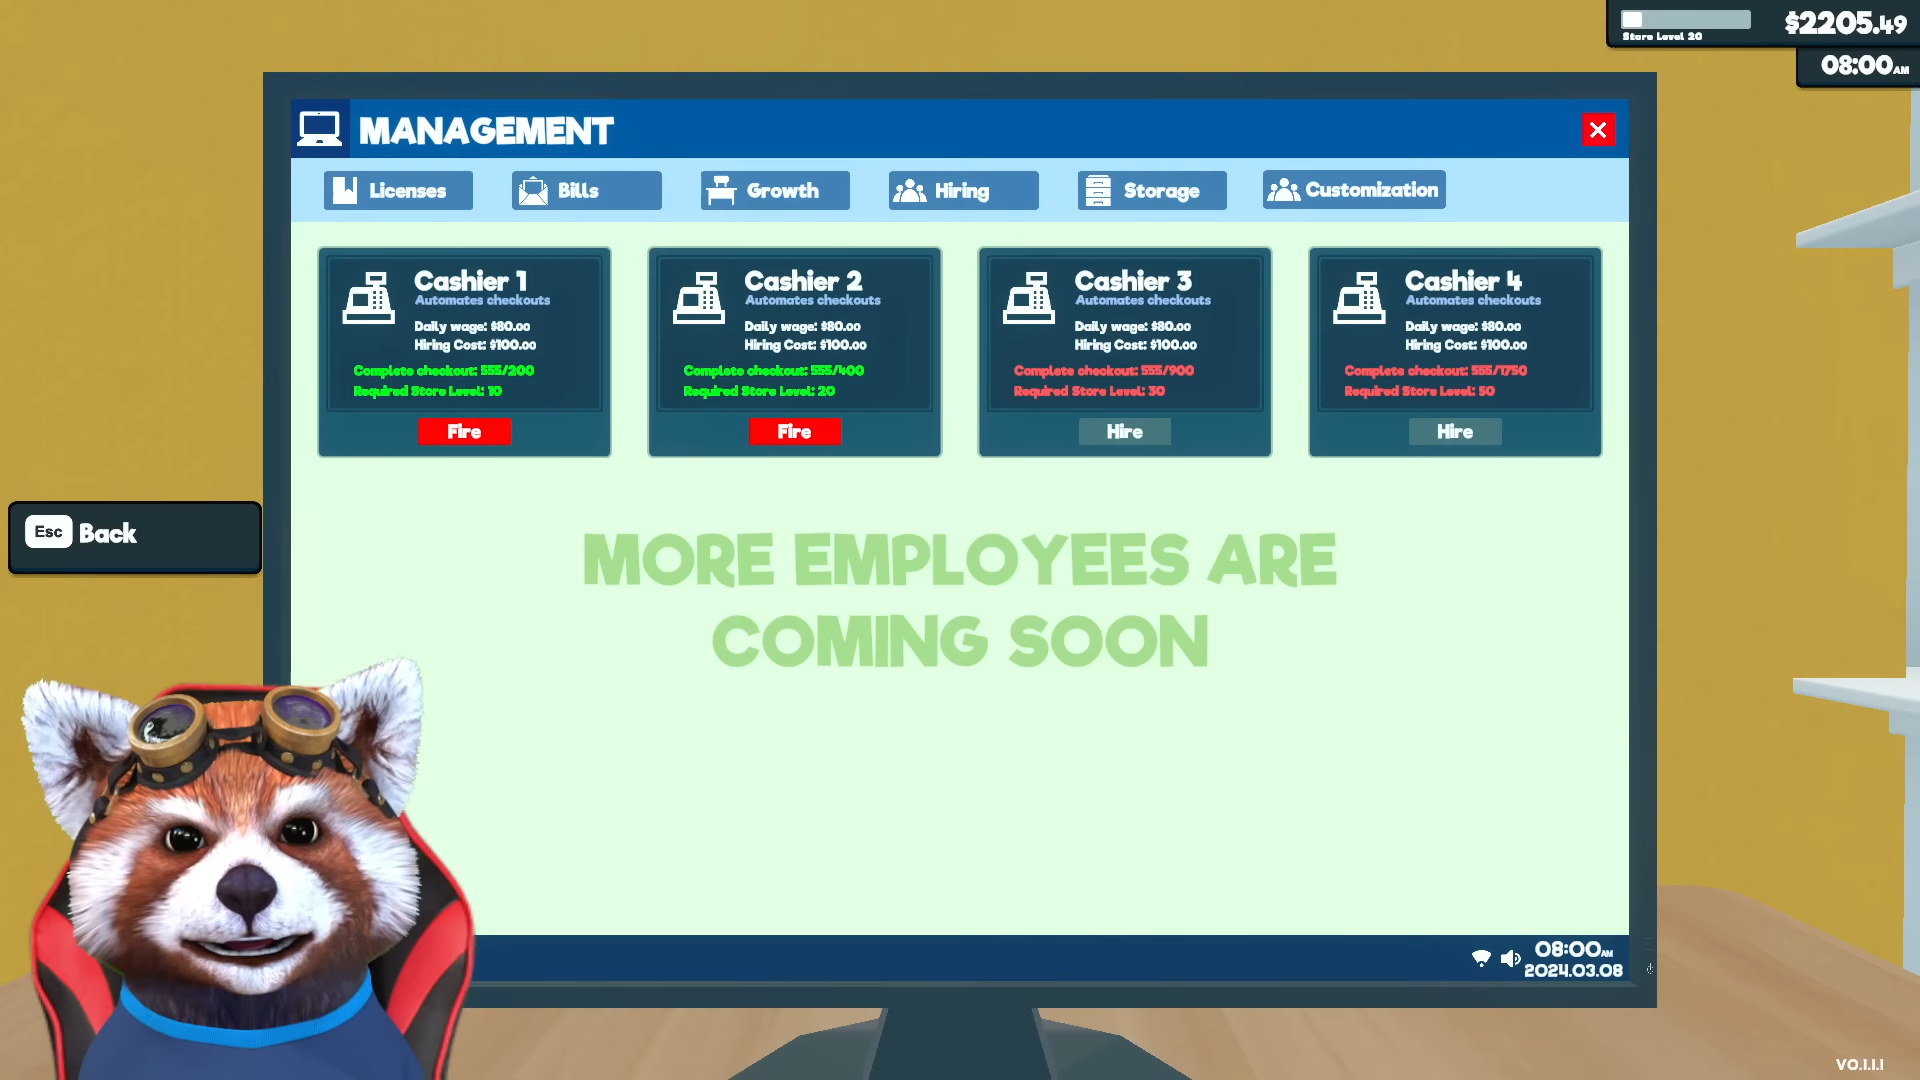 $2205.49
Store Level 20
08:00AM
MANAGEMENT
Licenses
Bills
Growth
Hiring
Storage
Customization
Cashier 1
Automates checkouts
Daily wage: $80.00
Hiring Cost: $100.00
Complete checkout: 555/200
Required Store Level: 10
Fire
Cashier 2
Automates checkouts
Daily wage: $80.00
Hiring Cost: $100.00
Complete checkout: 555/400
Required Store Level: 20
Fire
Cashier 3
Automates checkouts
Daily wage: $80.00
Hiring Cost: $100.00
Complete checkout: 555/900
Required Store Level: 30
Hire
Cashier 4
Automates checkouts
Daily wage: $80.00
Hiring Cost: $100.00
Complete checkout: 555/1750
Required Store Level: 50
Hire
Esc Back
MORE EMPLOYEES ARE
COMING SOON
08:00AM
2024.03.08
V0.1.1.1